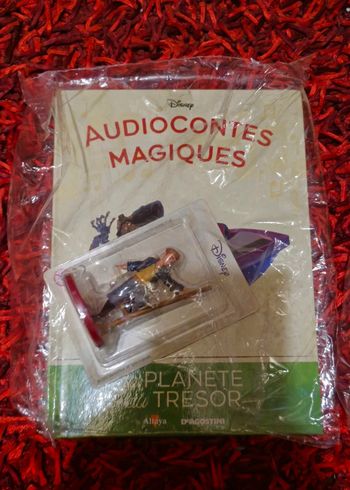 Disney
AUDIOCONTES
MAGIQUES
Disney
PLANÈTE
TRÉSOR
Altaya DeAGOSTINI